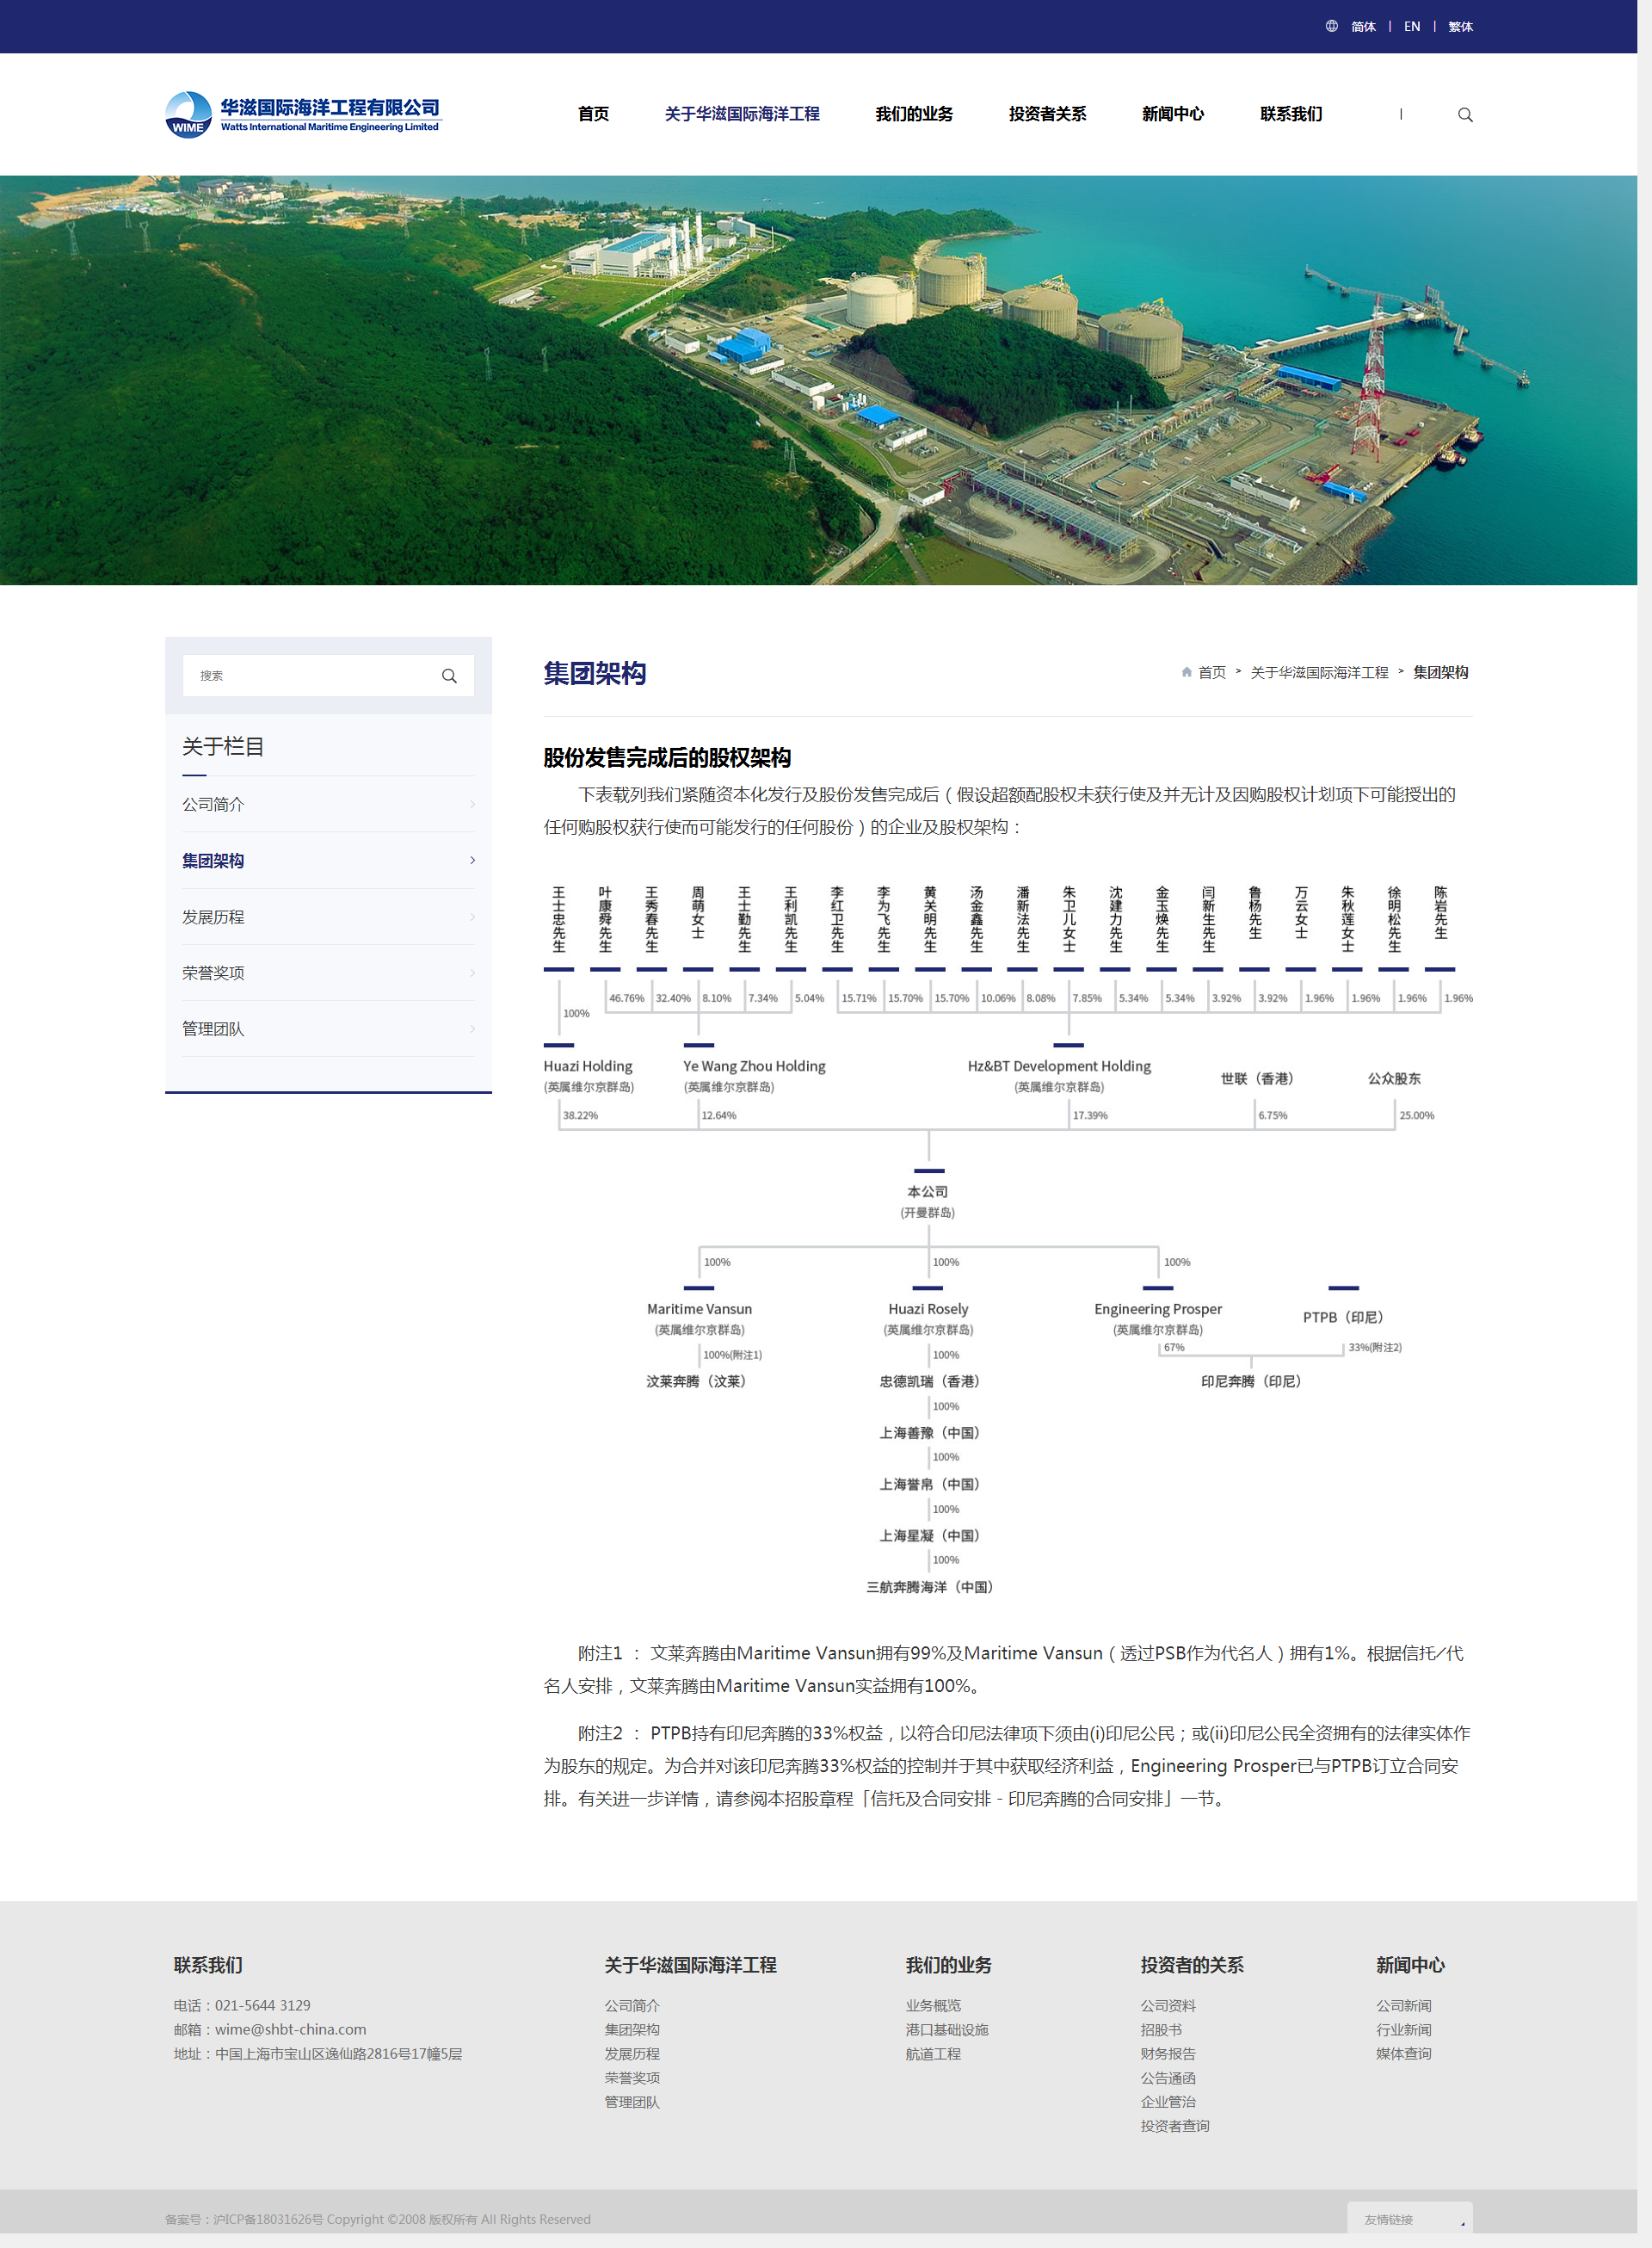 简体 | EN | 繁体
WIME
华滋国际海洋工程有限公司
Watts International Maritime Engineering Limited
首页 关于华滋国际海洋工程 我们的业务 投资者关系 新闻中心 联系我们 |
搜索
关于栏目
公司简介
集团架构
发展历程
荣誉奖项
管理团队
集团架构
首页 > 关于华滋国际海洋工程 > 集团架构
股份发售完成后的股权架构
下表载列我们紧随资本化发行及股份发售完成后(假设超额配股权未获行使及并无计及因购股权计划项下可能授出的
任何购股权获行使而可能发行的任何股份)的企业及股权架构:
王士忠先生 叶康舜先生 王秀春先生 周萌女士 王士勤先生 王利凯先生 李红卫先生 李为飞先生 黄关明先生 汤金鑫先生 潘新法先生 朱卫儿女士 沈建力先生 金玉焕先生 闫新生先生 鲁杨先生 万云女士 朱秋莲女士 徐明松先生 陈岩先生
46.76% 32.40% 8.10% 7.34% 5.04% 15.71% 15.70% 15.70% 10.06% 8.08% 7.85% 5.34% 5.34% 3.92% 3.92% 1.96% 1.96% 1.96% 1.96%
100%
Huazi Holding Ye Wang Zhou Holding Hz&BT Development Holding
世联(香港) 公众股东
(英属维尔京群岛) (英属维尔京群岛) (英属维尔京群岛)
38.22% 12.64% 17.39% 6.75% 25.00%
本公司
(开曼群岛)
100% 100% 100%
Maritime Vansun Huazi Rosely Engineering Prosper
PTPB(印尼)
(英属维尔京群岛) (英属维尔京群岛) (英属维尔京群岛)
67% 33%(附注2)
100%(附注1) 100%
汶莱奔腾(汶莱) 忠德凯瑞(香港) 印尼奔腾(印尼)
100%
上海善豫(中国)
100%
上海誉帛(中国)
100%
上海星凝(中国)
100%
三航奔腾海洋(中国)
附注1 : 文莱奔腾由Maritime Vansun拥有99%及Maritime Vansun(透过PSB作为代名人)拥有1%。根据信托╱代
名人安排,文莱奔腾由Maritime Vansun实益拥有100%。
附注2 : PTPB持有印尼奔腾的33%权益,以符合印尼法律项下须由(i)印尼公民;或(ii)印尼公民全资拥有的法律实体作
为股东的规定。为合并对该印尼奔腾33%权益的控制并于其中获取经济利益,Engineering Prosper已与PTPB订立合同安
排。有关进一步详情,请参阅本招股章程「信托及合同安排－印尼奔腾的合同安排」一节。
联系我们
电话:021-5644 3129
邮箱:wime@shbt-china.com
地址:中国上海市宝山区逸仙路2816号17幢5层
关于华滋国际海洋工程
公司简介
集团架构
发展历程
荣誉奖项
管理团队
我们的业务
业务概览
港口基础设施
航道工程
投资者的关系
公司资料
招股书
财务报告
公告通函
企业管治
投资者查询
新闻中心
公司新闻
行业新闻
媒体查询
备案号:沪ICP备18031626号 Copyright ©2008 版权所有 All Rights Reserved
友情链接